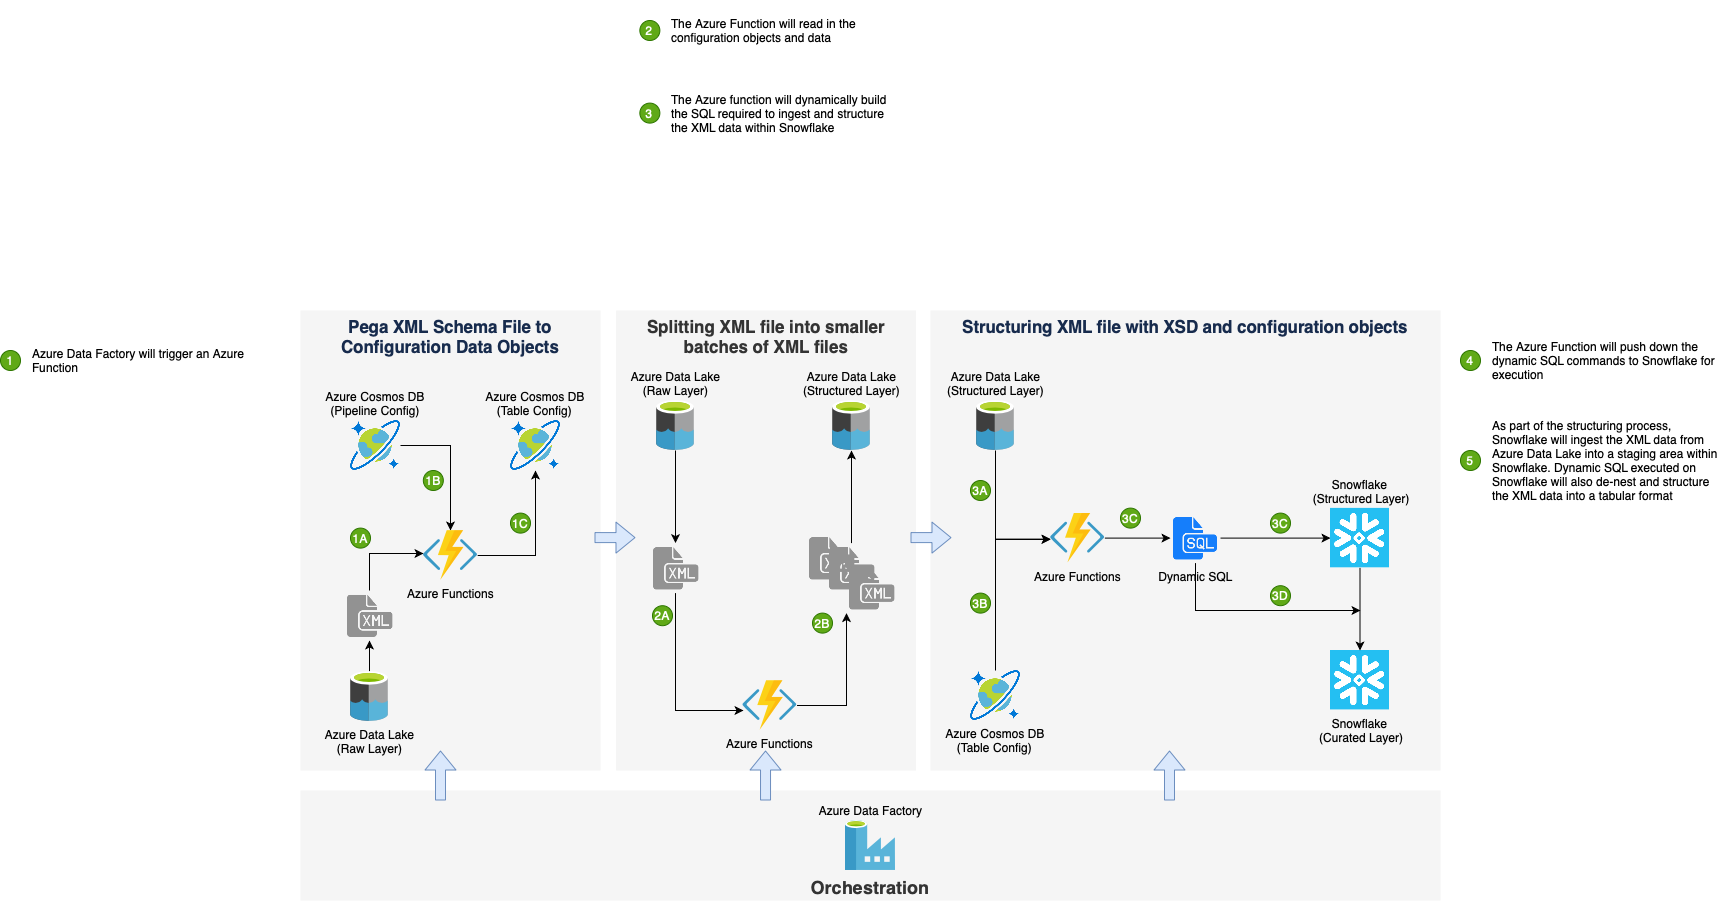 2
The Azure Function will read in the
configuration objects and data
3
The Azure function will dynamically build
the SQL required to ingest and structure
the XML data within Snowflake
1
Azure Data Factory will trigger an Azure
Function
Pega XML Schema File to
Configuration Data Objects
Azure Cosmos DB
(Pipeline Config)
Azure Cosmos DB
(Table Config)
1B
1C
1A
Azure Functions
XML
Azure Data Lake
(Raw Layer)
Splitting XML file into smaller
batches of XML files
Azure Data Lake
(Raw Layer)
Azure Data Lake
(Structured Layer)
XML
X
X
XML
2A
2B
Azure Functions
Structuring XML file with XSD and configuration objects
Azure Data Lake
(Structured Layer)
3A
3C
3C
Snowflake
(Structured Layer)
SQL
Azure Functions
Dynamic SQL
3B
3D
Azure Cosmos DB
(Table Config)
Snowflake
(Curated Layer)
4
The Azure Function will push down the
dynamic SQL commands to Snowflake for
execution
5
As part of the structuring process,
Snowflake will ingest the XML data from
Azure Data Lake into a staging area within
Snowflake. Dynamic SQL executed on
Snowflake will also de-nest and structure
the XML data into a tabular format
Azure Data Factory
Orchestration